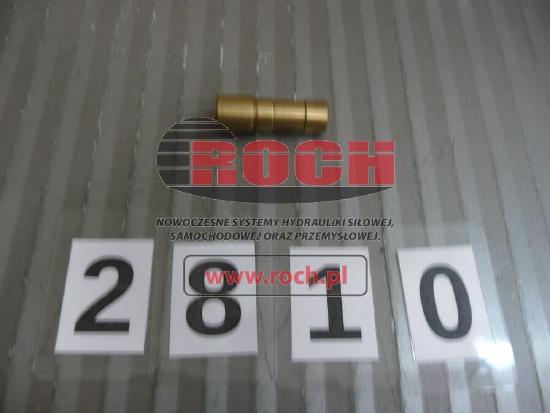 ROCH
NOWOCZESNE SYSTEMY HYDRAULIKI SIŁOWEJ,
SAMOCHODOWEJ ORAZ PRZEMYSŁOWEJ.
www.roch.pl
2 8 1 0